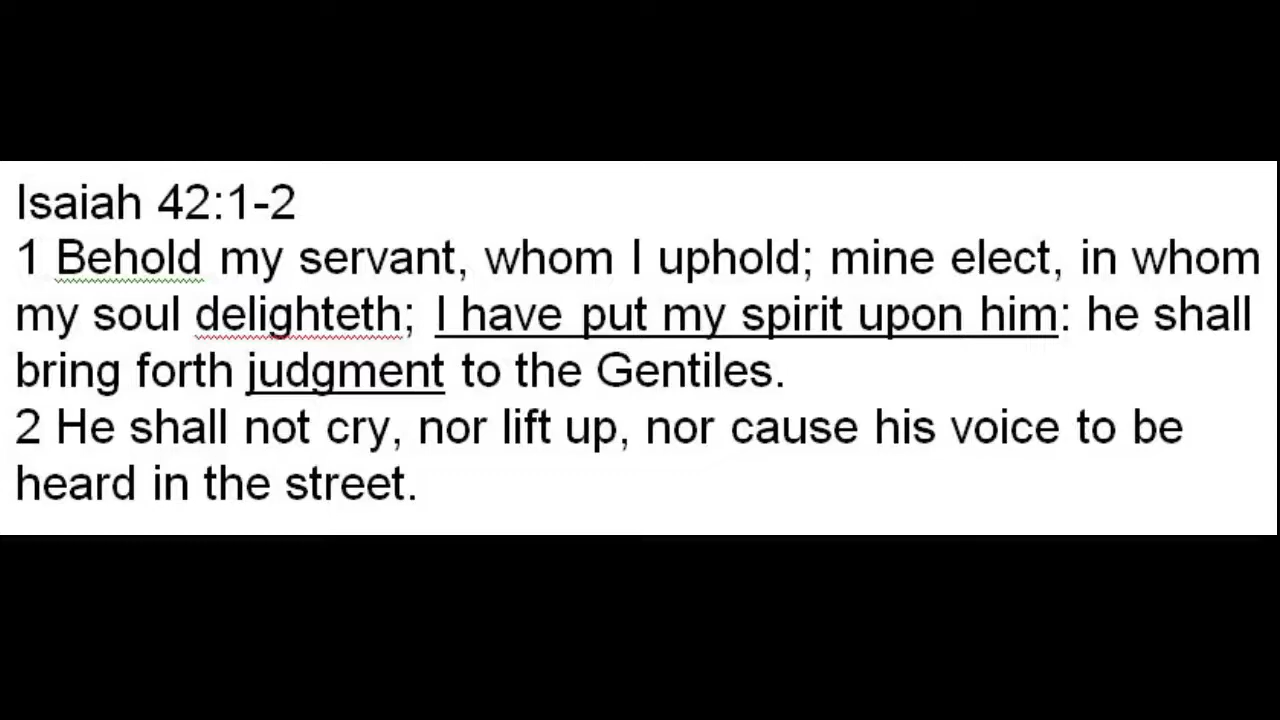 Isaiah 42:1-2
1 Behold my servant, whom I uphold; mine elect, in whom
my soul delighteth; I have put my spirit upon him: he shall
bring forth judgment to the Gentiles.
2 He shall not cry, nor lift up, nor cause his voice to be
heard in the street.